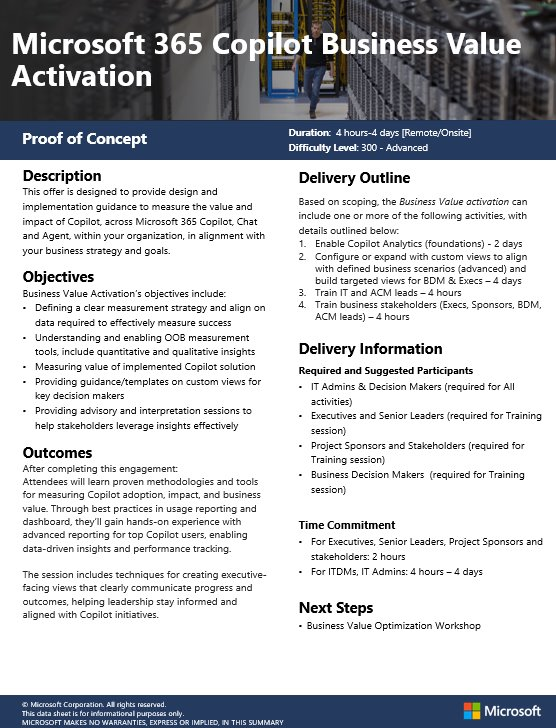 Microsoft 365 Copilot Business Value
Activation
Proof of Concept
Duration: 4 hours-4 days [Remote/Onsite]
Difficulty Level: 300 - Advanced
Description
This offer is designed to provide design and
implementation guidance to measure the value and
impact of Copilot, across Microsoft 365 Copilot, Chat
and Agent, within your organization, in alignment with
your business strategy and goals.
Objectives
Business Value Activation's objectives include:
• Defining a clear measurement strategy and align on
data required to effectively measure success
• Understanding and enabling OOB measurement
tools, include quantitative and qualitative insights
• Measuring value of implemented Copilot solution
• Providing guidance/templates on custom views for
key decision makers
• Providing advisory and interpretation sessions to
help stakeholders leverage insights effectively
Outcomes
After completing this engagement:
Attendees will learn proven methodologies and tools
for measuring Copilot adoption, impact, and business
value. Through best practices in usage reporting and
dashboard, they'll gain hands-on experience with
advanced reporting for top Copilot users, enabling
data-driven insights and performance tracking.
The session includes techniques for creating executive-
facing views that clearly communicate progress and
outcomes, helping leadership stay informed and
aligned with Copilot initiatives.
Delivery Outline
Based on scoping, the Business Value activation can
include one or more of the following activities, with
details outlined below:
1. Enable Copilot Analytics (foundations) - 2 days
2. Configure or expand with custom views to align
with defined business scenarios (advanced) and
build targeted views for BDM & Execs – 4 days
3. Train IT and ACM leads – 4 hours
4. Train business stakeholders (Execs, Sponsors, BDM,
ACM leads) – 4 hours
Delivery Information
Required and Suggested Participants
• IT Admins & Decision Makers (required for All
activities)
• Executives and Senior Leaders (required for Training
session)
• Project Sponsors and Stakeholders (required for
Training session)
• Business Decision Makers (required for Training
session)
Time Commitment
• For Executives, Senior Leaders, Project Sponsors and
stakeholders: 2 hours
• For ITDMs, IT Admins: 4 hours – 4 days
Next Steps
• Business Value Optimization Workshop
© Microsoft Corporation. All rights reserved.
This data sheet is for informational purposes only.
MICROSOFT MAKES NO WARRANTIES, EXPRESS OR IMPLIED, IN THIS SUMMARY
Microsoft